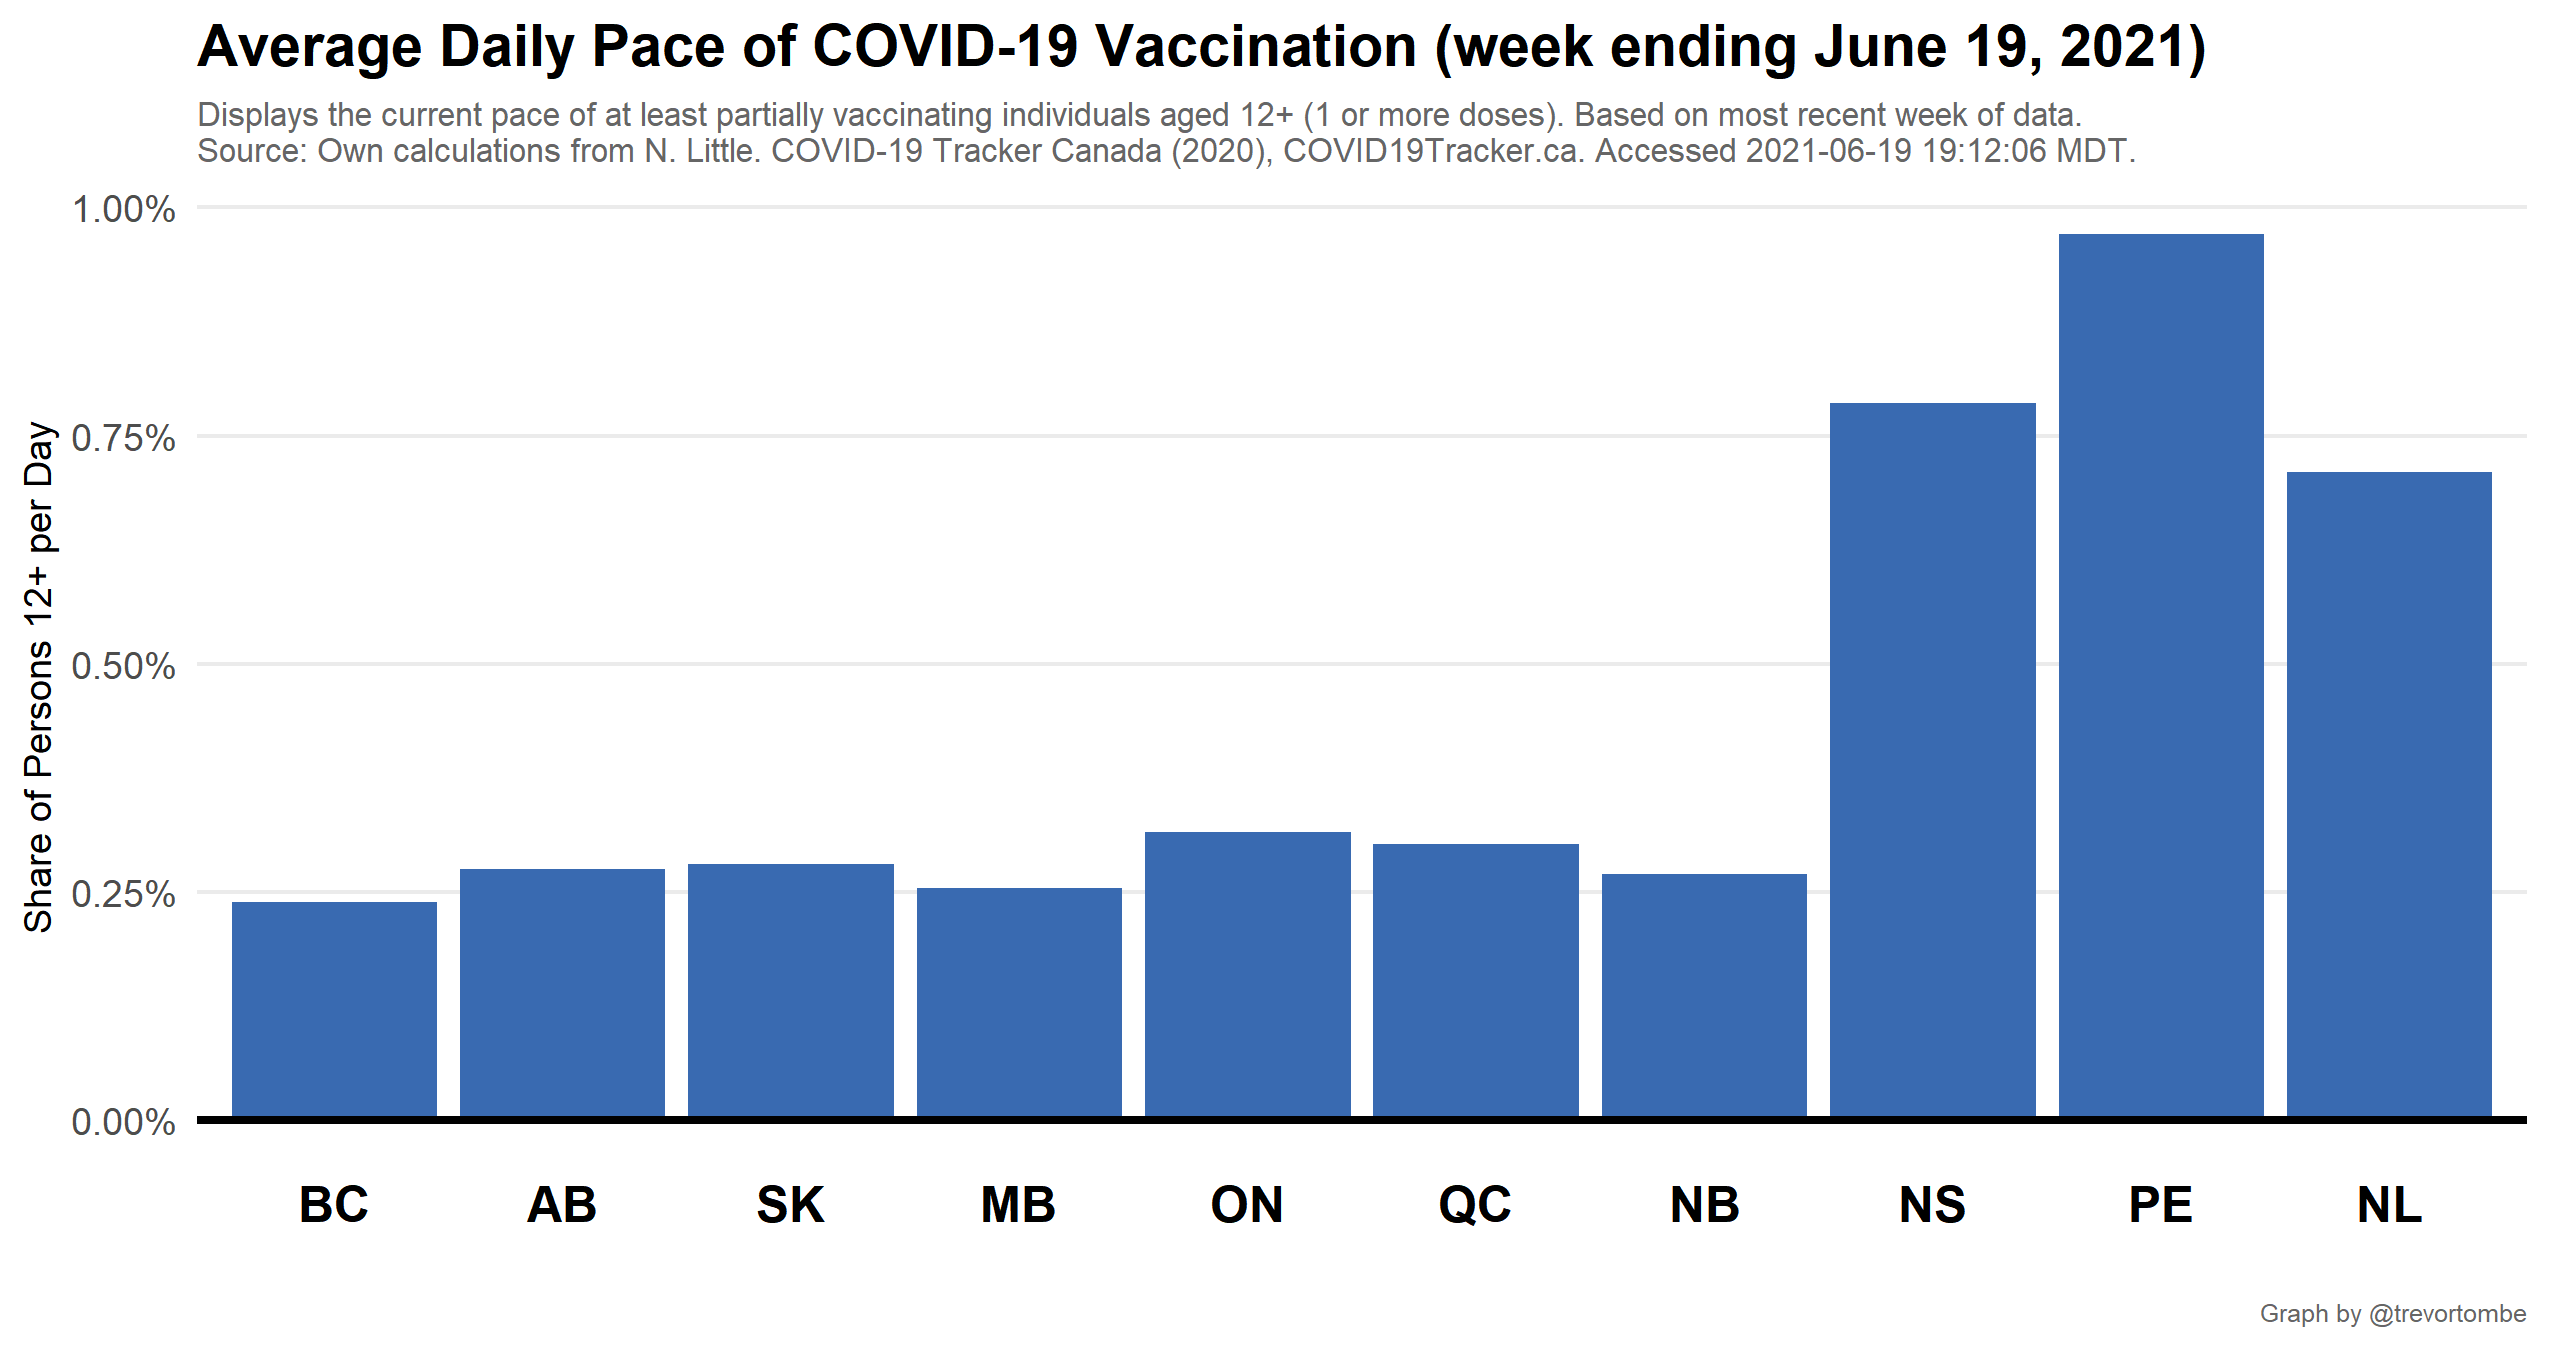 Average Daily Pace of COVID-19 Vaccination (week ending June 19, 2021)
Displays the current pace of at least partially vaccinating individuals aged 12+ (1 or more doses). Based on most recent week of data.
Source: Own calculations from N. Little. COVID-19 Tracker Canada (2020), COVID19Tracker.ca. Accessed 2021-06-19 19:12:06 MDT.
Share of Persons 12+ per Day
1.00%
0.75%
0.50%
0.25%
0.00%
BC AB SK MB ON QC NB NS PE NL
Graph by @trevortombe